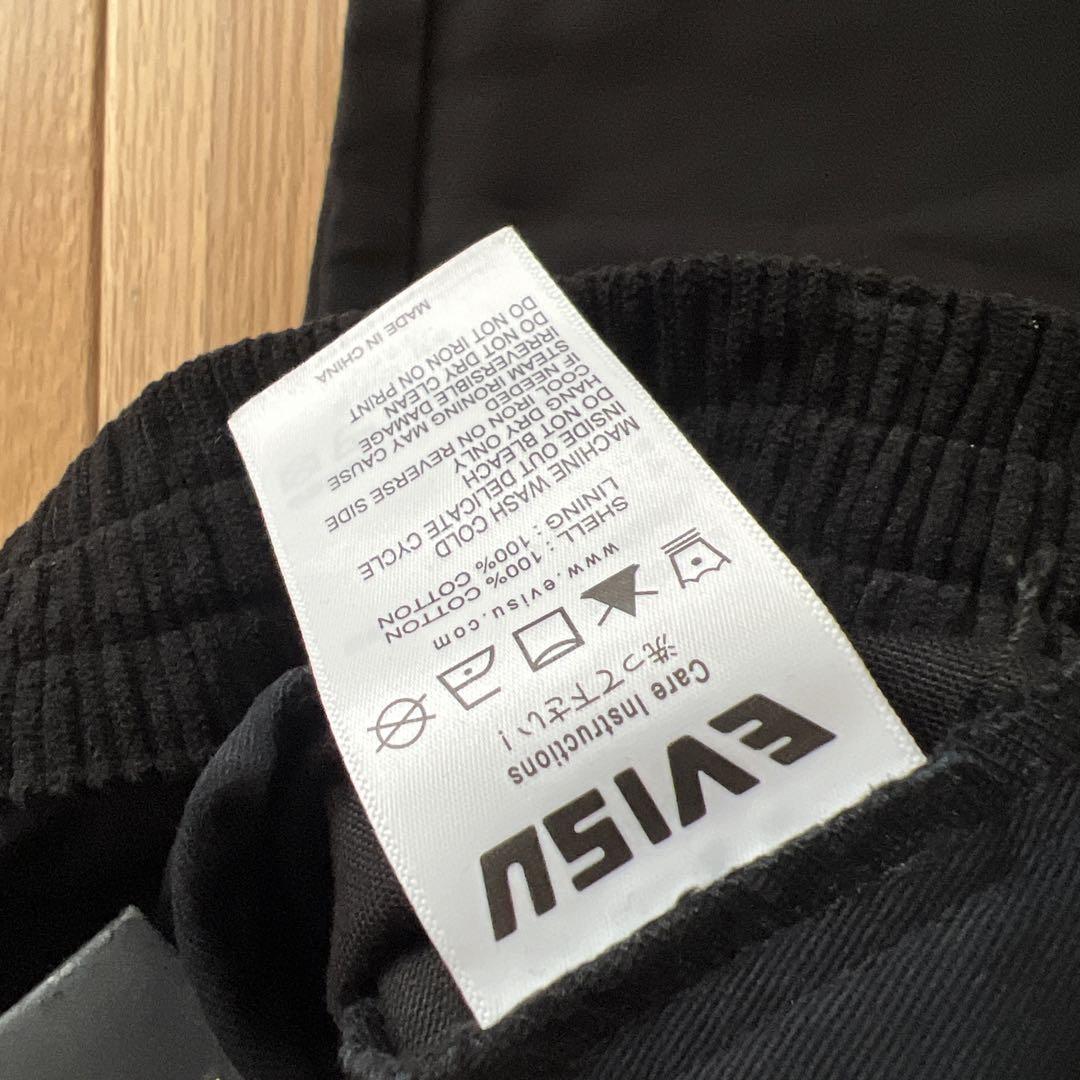 EVISU
Care Instructions
洗って下さい!
www.evisu.com
SHELL : 100% COTTON
LINING : 100% COTTON
MACHINE WASH COLD
INSIDE OUT DELICATE CYCLE
DO NOT BLEACH
HANG DRY ONLY
COOL IRON ON REVERSE SIDE
IF NEEDED
STEAM IRONING MAY CAUSE
IRREVERSIBLE DAMAGE
DO NOT DRY CLEAN
DO NOT IRON ON PRINT
MADE IN CHINA